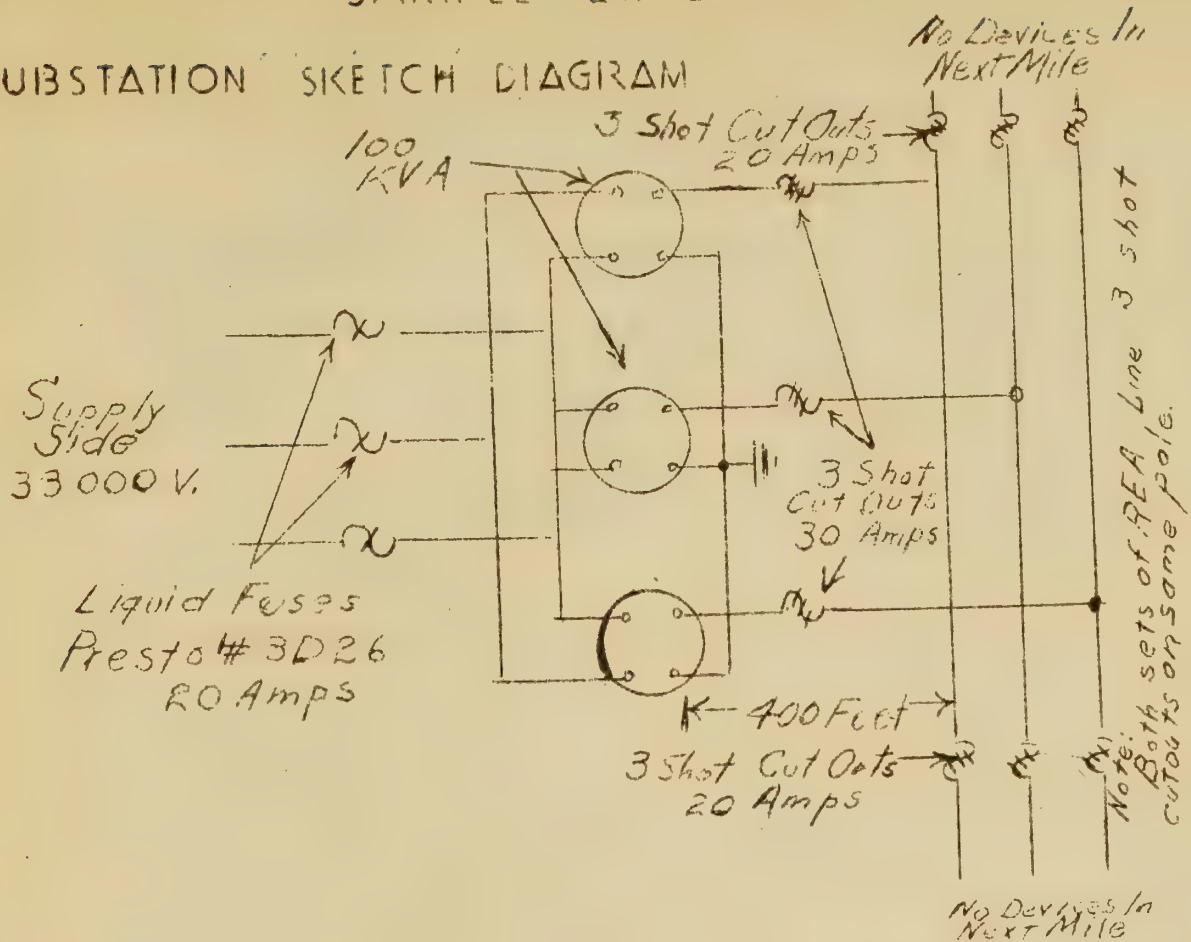 UBSTATION SKETCH DIAGRAM
No Devices In
Next Mile
3 Shot Cut Outs
20 Amps
100
KVA
Supply
Side
33000 V.
3 Shot
Cut Outs
30 Amps
Liquid Fuses
Presto # 3D26
20 Amps
400 Feet
3 Shot Cut Outs
20 Amps
Note:
Both sets of REA Line 3 shot
cutouts on same pole.
No Devices In
Next Mile